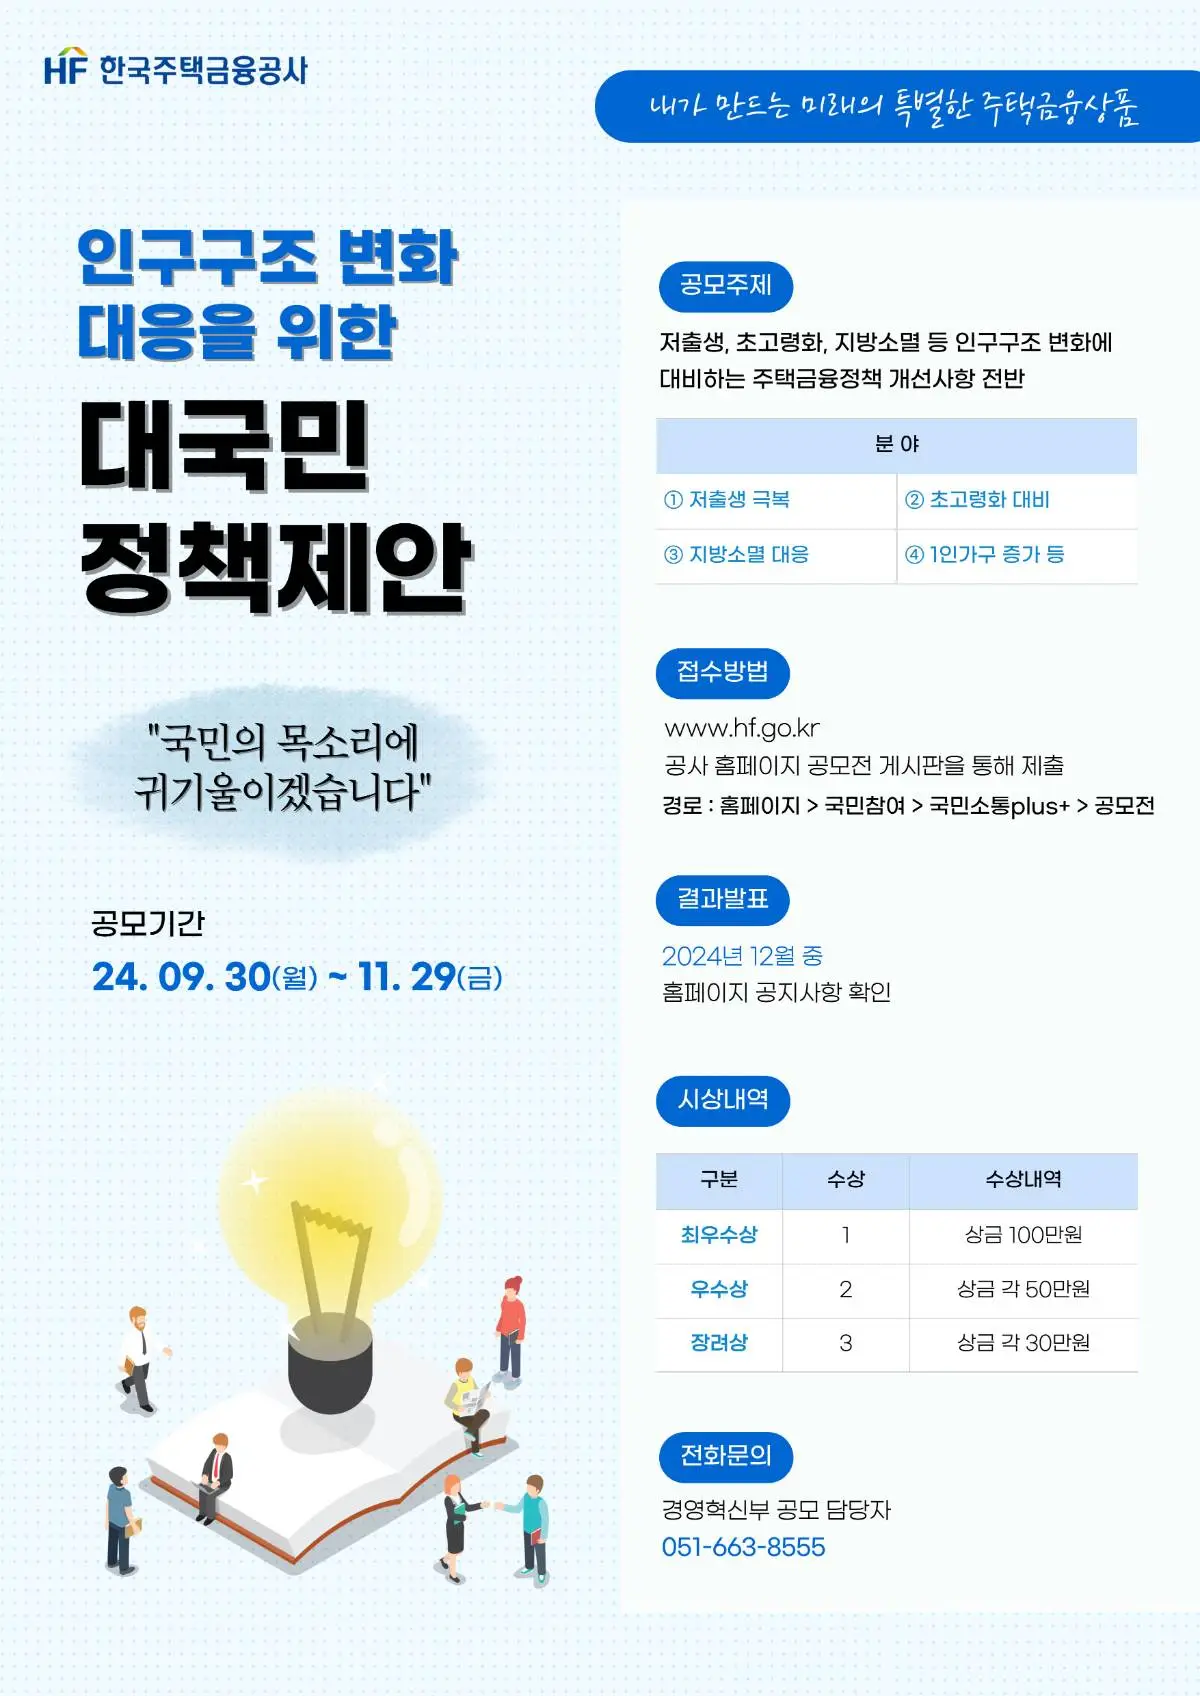 HF 한국주택금융공사
내가 만드는 미래의 특별한 주택금융상품
인구구조 변화
대응을 위한
대국민
정책제안
"국민의 목소리에
귀기울이겠습니다"
공모기간
24. 09. 30(월) ~ 11. 29(금)
공모주제
저출생, 초고령화, 지방소멸 등 인구구조 변화에
대비하는 주택금융정책 개선사항 전반
분 야
① 저출생 극복 ② 초고령화 대비
③ 지방소멸 대응 ④ 1인가구 증가 등
접수방법
www.hf.go.kr
공사 홈페이지 공모전 게시판을 통해 제출
경로 : 홈페이지 > 국민참여 > 국민소통plus+ > 공모전
결과발표
2024년 12월 중
홈페이지 공지사항 확인
시상내역
구분 수상 수상내역
최우수상 1 상금 100만원
우수상 2 상금 각 50만원
장려상 3 상금 각 30만원
전화문의
경영혁신부 공모 담당자
051-663-8555